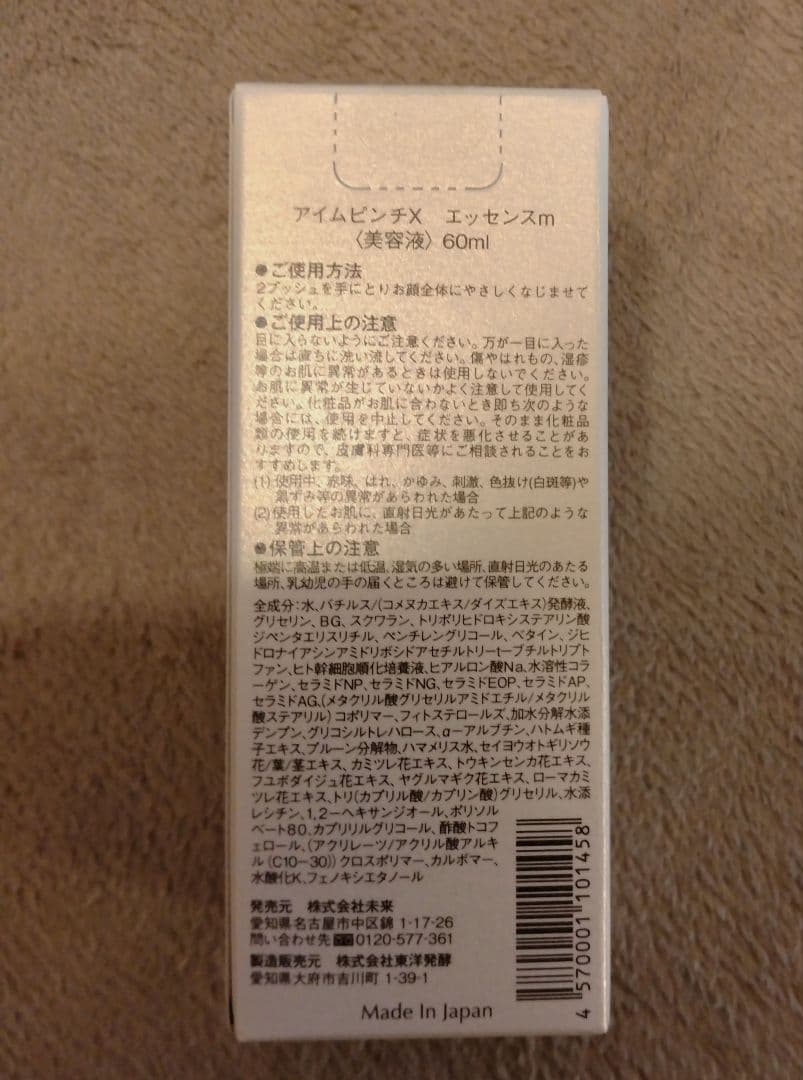 アイムピンチX　エッセンスm
〈美容液〉60ml
●ご使用方法
2プッシュを手にとりお顔全体にやさしくなじませて
ください。
●ご使用上の注意
目に入らないようにご注意ください。万が一目に入った
場合は直ちに洗い流してください。傷やはれもの、湿疹
等のお肌に異常があるときは使用しないでください。
お肌に異常が生じていないかよく注意して使用してく
ださい。化粧品がお肌に合わないとき即ち次のような
場合には、使用を中止してください。そのまま化粧品
類の使用を続けますと、症状を悪化させることがあ
りますので、皮膚科専門医等にご相談されることをお
すすめします。
(1)使用中、赤味、はれ、かゆみ、刺激、色抜け(白斑等)や
黒ずみ等の異常があらわれた場合
(2)使用したお肌に、直射日光があたって上記のような
異常があらわれた場合
●保管上の注意
極端に高温または低温、湿気の多い場所、直射日光のあたる
場所、乳幼児の手の届くところは避けて保管してください。
全成分：水、バチルス/(コメヌカエキス/ダイズエキス)発酵液、
グリセリン、BG、スクワラン、トリポリヒドロキシステアリン酸
ジペンタエリスリチル、ペンチレングリコール、ベタイン、ジヒ
ドロナイアシンアミドリボシドアセチルトリーt-ブチルトリプト
ファン、ヒト幹細胞順化培養液、ヒアルロン酸Na、水溶性コラ
ーゲン、セラミドNP、セラミドNG、セラミドEOP、セラミドAP、
セラミドAG、(メタクリル酸グリセリルアミドエチル/メタクリル
酸ステアリル)コポリマー、フィトステロールズ、加水分解水添
デンプン、グリコシルトレハロース、α-アルブチン、ハトムギ種
子エキス、プルーン分解物、ハマメリス水、セイヨウオトギリソウ
花/葉/茎エキス、カミツレ花エキス、トウキンセンカ花エキス、
フユボダイジュ花エキス、ヤグルマギク花エキス、ローマカミ
ツレ花エキス、トリ(カプリル酸/カプリン酸)グリセリル、水添
レシチン、1,2-ヘキサンジオール、ポリソル
ベート80、カプリリルグリコール、酢酸トコフ
ェロール、(アクリレーツ/アクリル酸アルキ
ル(C10-30))クロスポリマー、カルボマー、
水酸化K、フェノキシエタノール
発売元　株式会社未来
愛知県名古屋市中区錦 1-17-26
問い合わせ先 0120-577-361
製造販売元　株式会社東洋発酵
愛知県大府市吉川町 1-39-1
Made In Japan
4 570001 101458